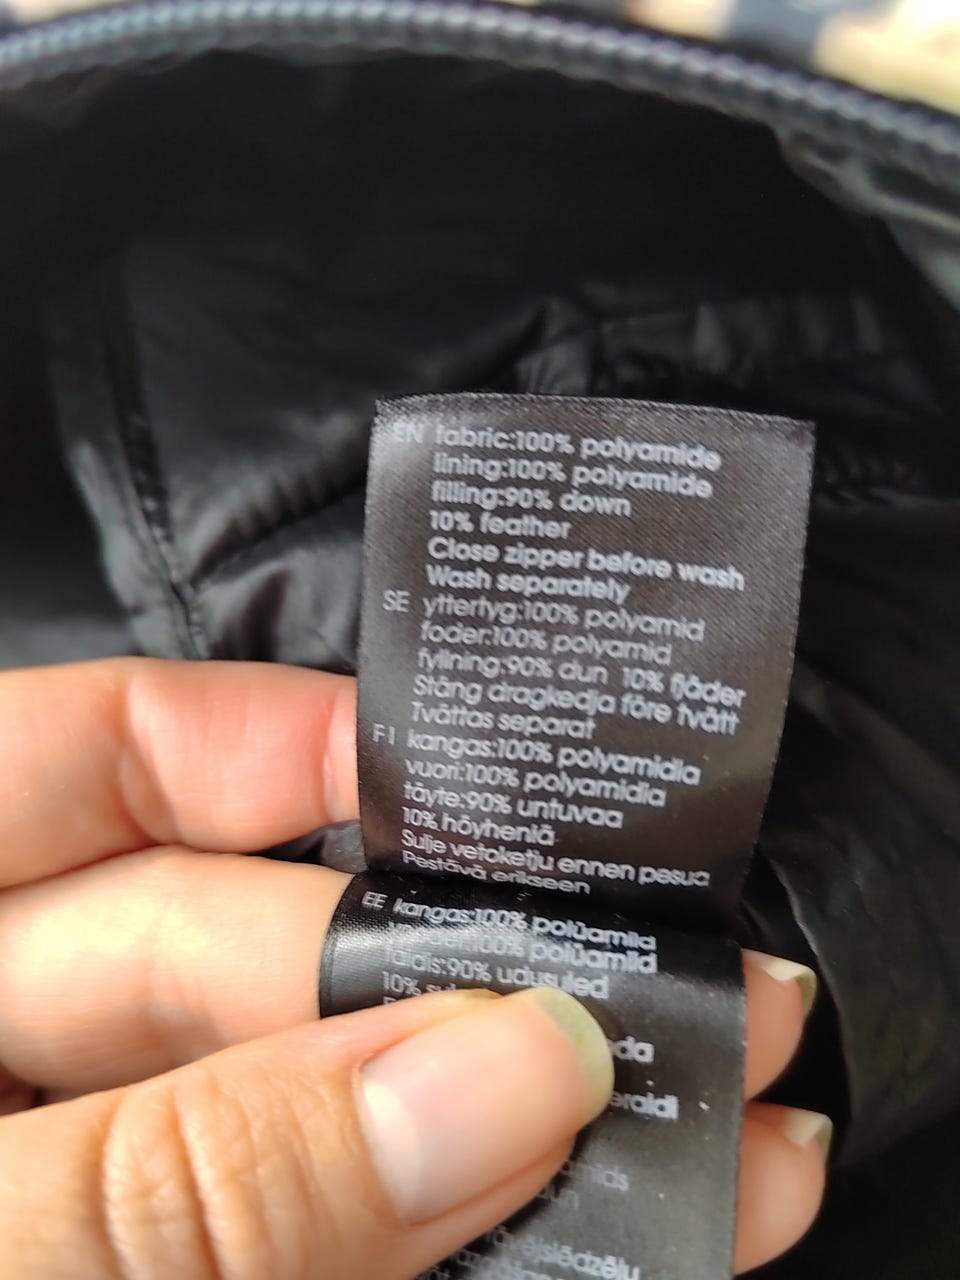 EN fabric:100% polyamide
lining:100% polyamide
filling:90% down
10% feather
Close zipper before wash
Wash separately
SE yttertyg:100% polyamid
foder:100% polyamid
fyllning:90% dun 10% fjäder
Stäng dragkedja före tvätt
Tvättas separat
FI kangas:100% polyamidia
vuori:100% polyamidia
täyte:90% untuvaa
10% höyheniä
Sulje vetoketju ennen pesua
Pestävä erikseen
EE kangas:100% polüamiid
100% polüamiid
90% udusuled
10%